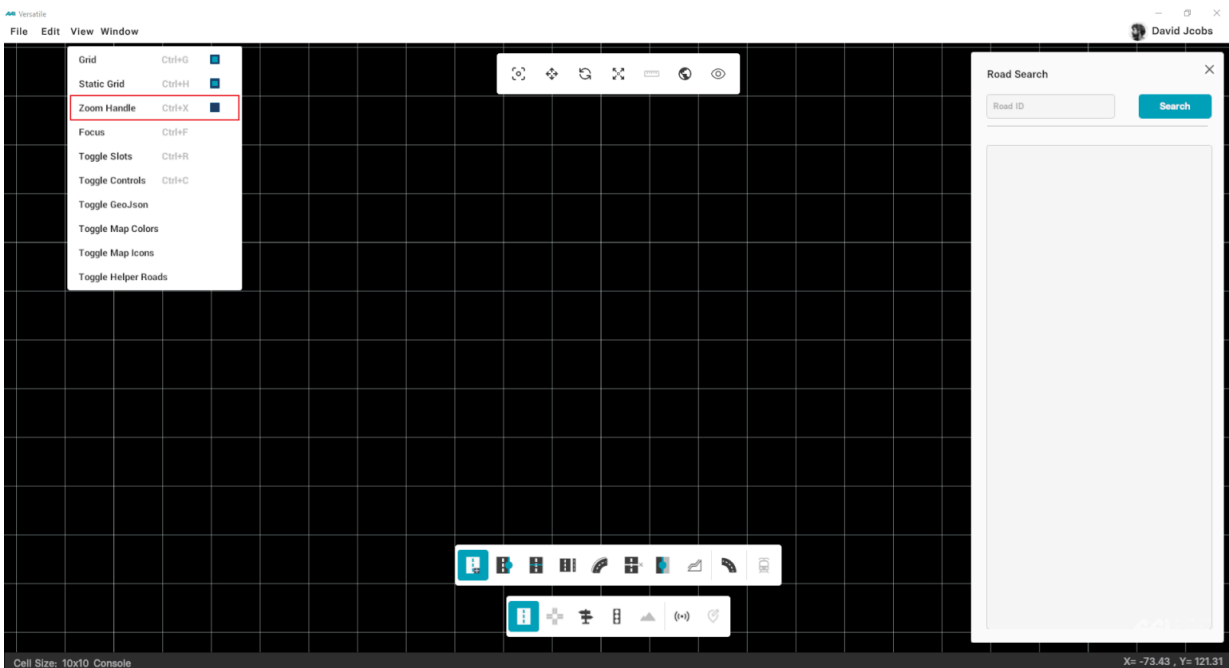 Versatile
File Edit View Window
David Jcobs
Grid Ctrl+G
Static Grid Ctrl+H
Zoom Handle Ctrl+X
Focus Ctrl+F
Toggle Slots Ctrl+R
Toggle Controls Ctrl+C
Toggle GeoJson
Toggle Map Colors
Toggle Map Icons
Toggle Helper Roads
Road Search
Road ID
Search
Cell Size: 10x10 Console
X= -73.43 , Y= 121.31